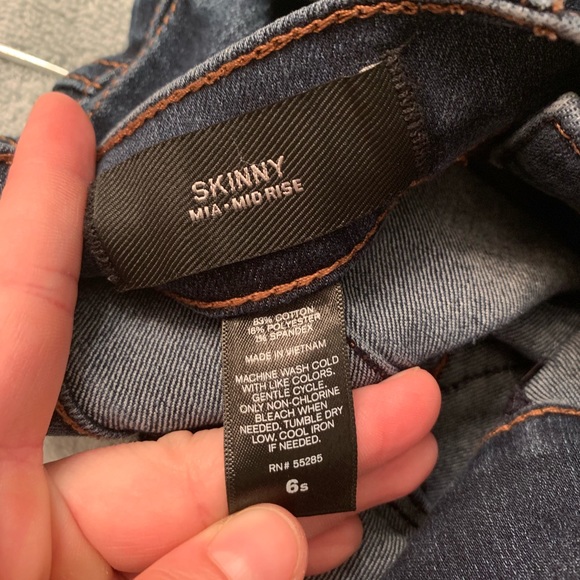 SKINNY
MIA • MID RISE
83% COTTON
16% POLYESTER
1% SPANDEX
MADE IN VIETNAM
MACHINE WASH COLD
WITH LIKE COLORS.
GENTLE CYCLE.
ONLY NON-CHLORINE
BLEACH WHEN
NEEDED. TUMBLE DRY
LOW. COOL IRON
IF NEEDED.
RN# 55285
6s